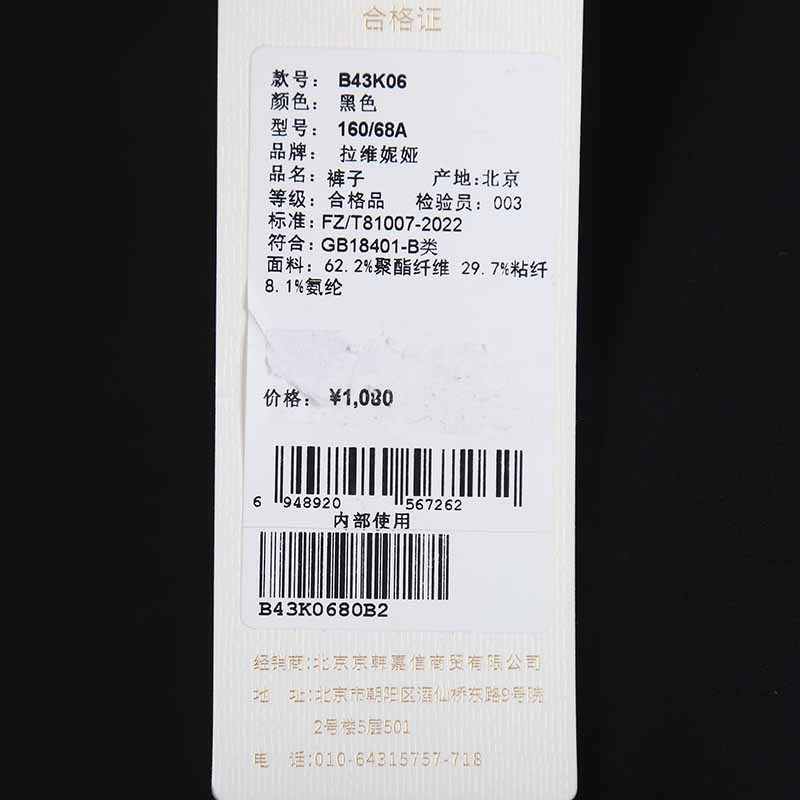 合格证
款号： B43K06
颜色： 黑色
型号： 160/68A
品牌： 拉维妮娅
品名：裤子 产地:北京
等级：合格品 检验员：003
标准：FZ/T81007-2022
符合：GB18401-B类
面料：62.2%聚酯纤维 29.7%粘纤
8.1%氨纶
价格： ¥1,080
6 948920 567262
内部使用
B43K0680B2
经销商:北京京韩嘉信商贸有限公司
地 址:北京市朝阳区酒仙桥东路9号院
2号楼5层501
电 话:010-64315757-718